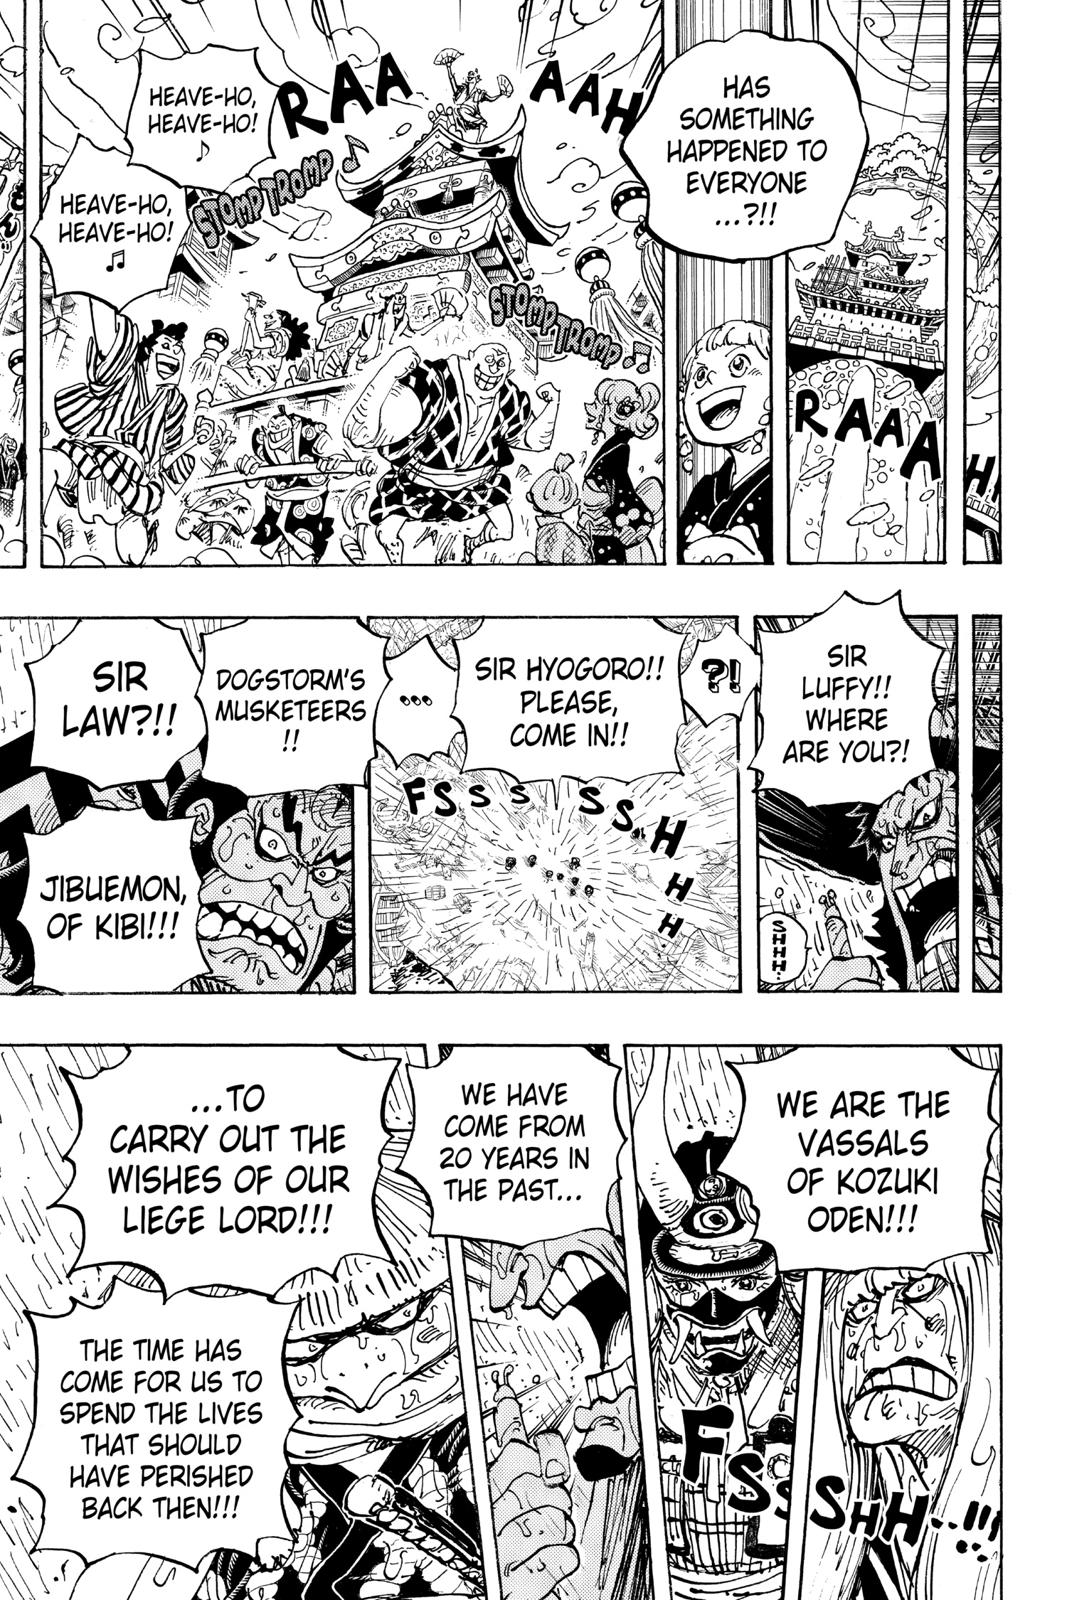 HAS
SOMETHING
HAPPENED TO
EVERYONE
...?!!
RAAAH
RAA
AAH
HEAVE-HO,
HEAVE-HO!
♪
STOMP TROMP ♪
HEAVE-HO,
HEAVE-HO!
♫
STOMP TROMP ♫
SIR
LUFFY!!
WHERE
ARE YOU?!
SHHH..
?!
SIR HYOGORO!!
PLEASE,
COME IN!!
...
FSSSSSHHH.
DOGSTORM'S
MUSKETEERS
!!
SIR
LAW?!!
JIBUEMON,
OF KIBI!!!
WE ARE THE
VASSALS
OF KOZUKI
ODEN!!!
FSSSSHH...!!!
WE HAVE
COME FROM
20 YEARS IN
THE PAST...
...TO
CARRY OUT THE
WISHES OF OUR
LIEGE LORD!!!
THE TIME HAS
COME FOR US TO
SPEND THE LIVES
THAT SHOULD
HAVE PERISHED
BACK THEN!!!